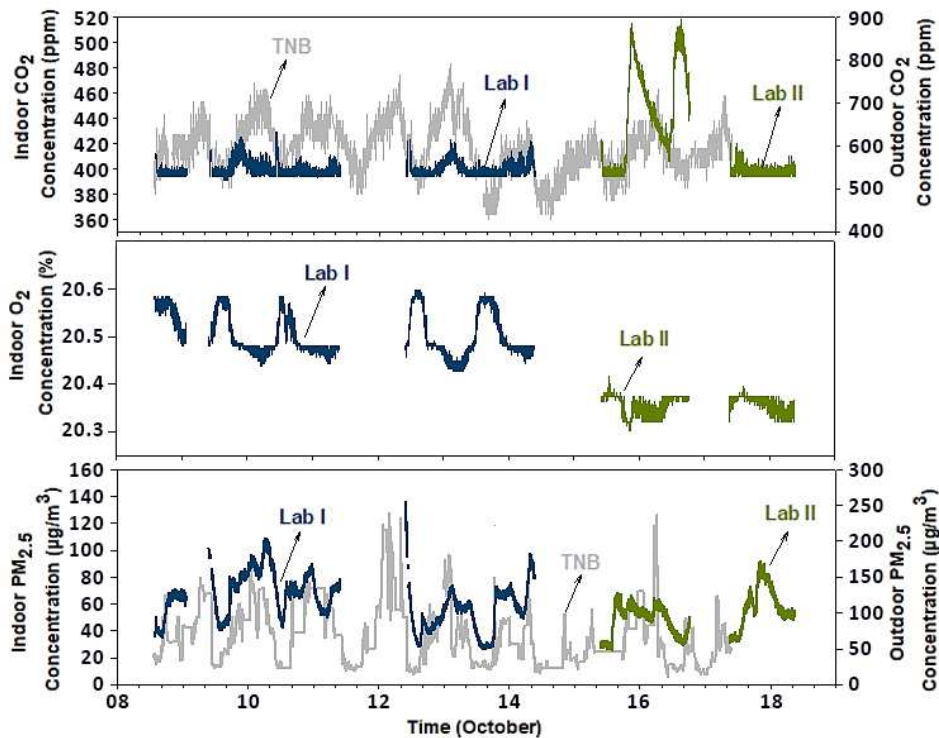 Indoor CO2
Concentration (ppm)
520
500
480
460
440
420
400
380
360
TNB
Lab I
Lab II
900
800
700
600
500
400
Outdoor CO2
Concentration (ppm)
Indoor O2
Concentration (%)
20.6
20.5
20.4
20.3
Lab I
Lab II
Indoor PM2.5
Concentration (µg/m3)
160
140
120
100
80
60
40
20
0
Lab I
TNB
Lab II
300
250
200
150
100
50
0
Outdoor PM2.5
Concentration (µg/m3)
08 10 12 14 16 18
Time (October)